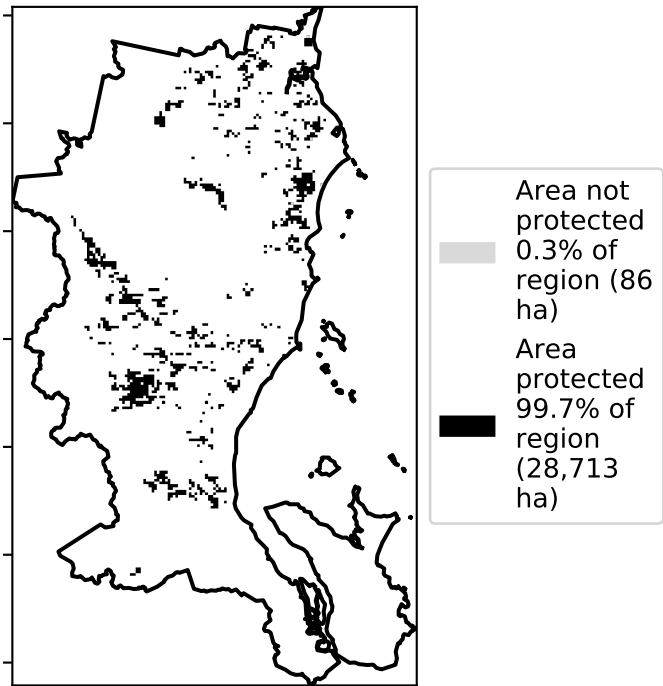 Area not
protected
0.3% of
region (86
ha)
Area
protected
99.7% of
region
(28,713
ha)